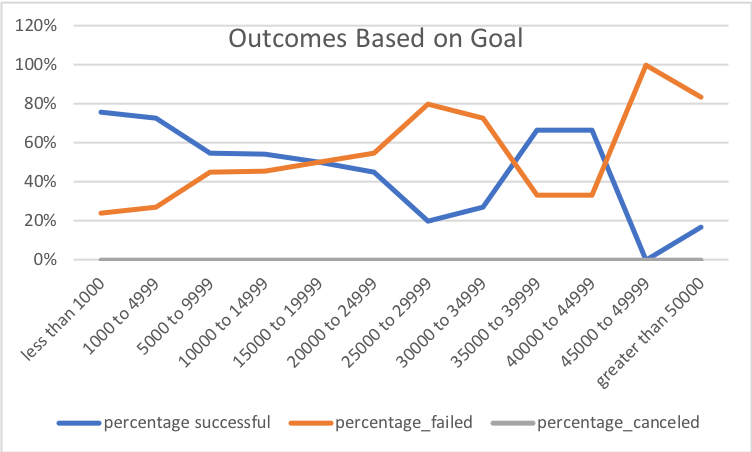 Outcomes Based on Goal
120%
100%
80%
60%
40%
20%
0%
less than 1000
1000 to 4999
5000 to 9999
10000 to 14999
15000 to 19999
20000 to 24999
25000 to 29999
30000 to 34999
35000 to 39999
40000 to 44999
45000 to 49999
greater than 50000
percentage successful percentage_failed percentage_canceled